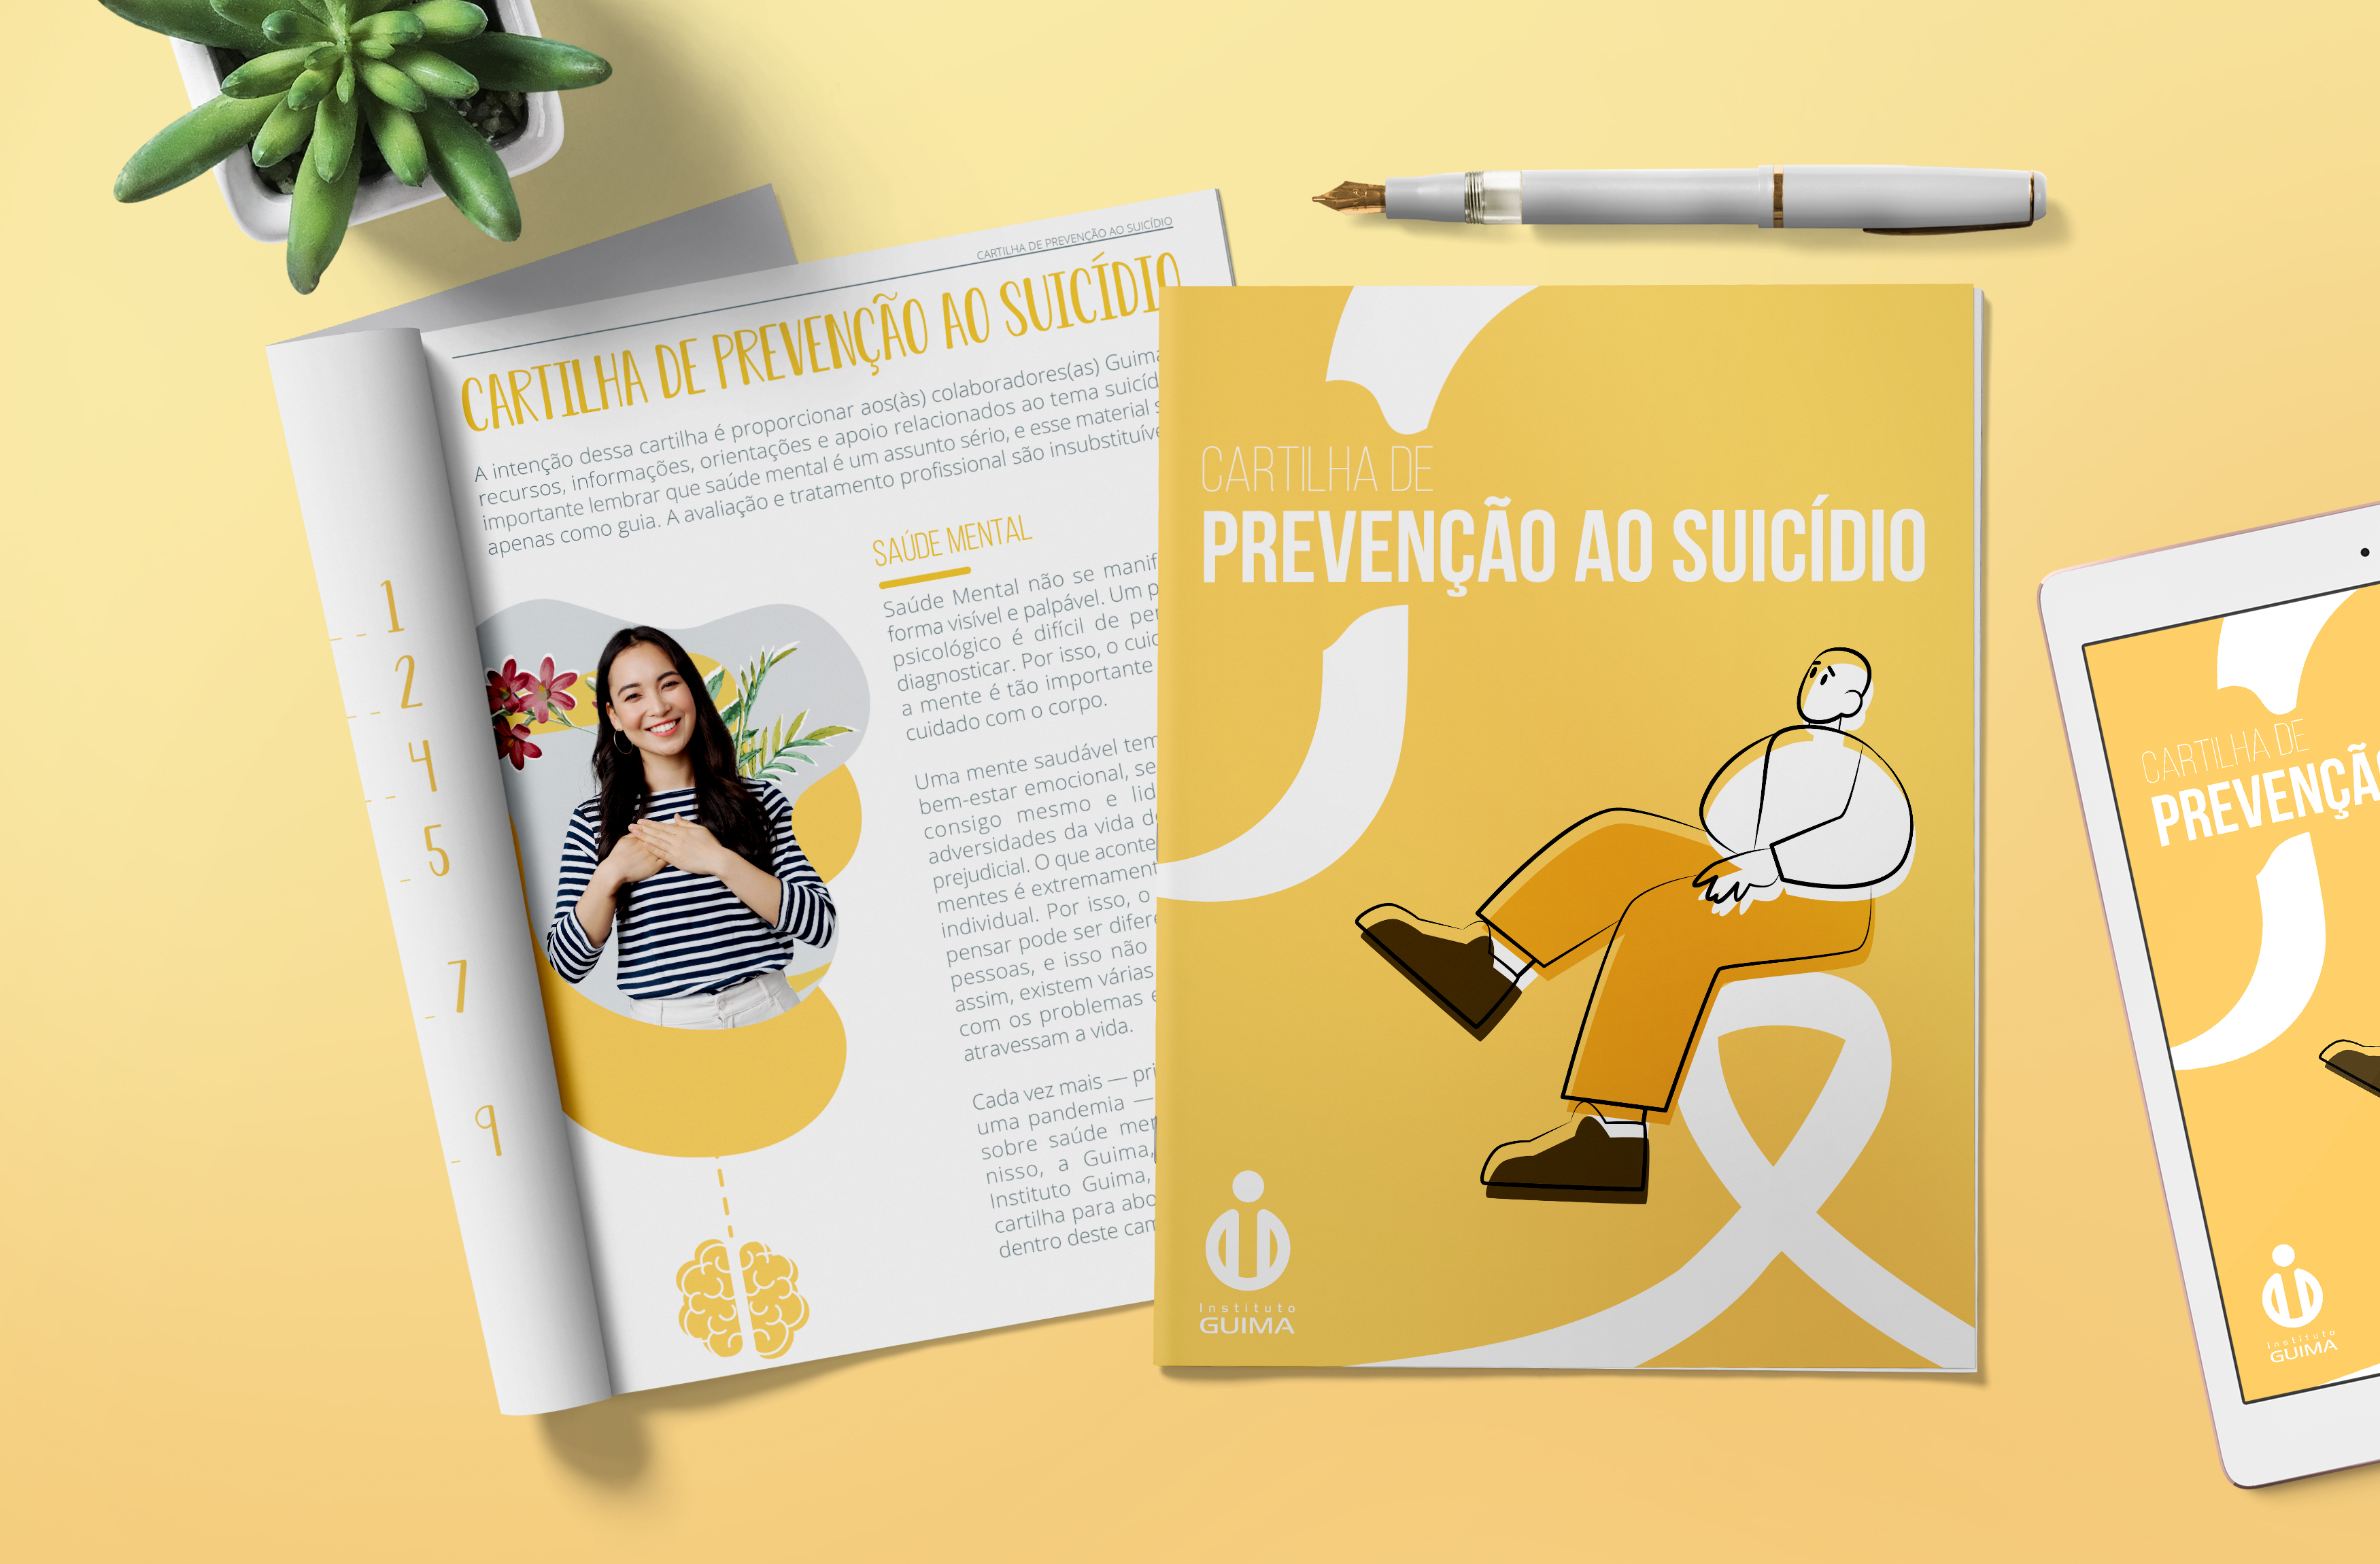 1
2
4
5
7
9
CARTILHA DE PREVENÇÃO AO SUICÍDIO
CARTILHA DE PREVENÇÃO AO SUICÍDIO
A intenção dessa cartilha é proporcionar aos(às) colaboradores(as)
recursos, informações, orientações e apoio relacionados ao tema
importante lembrar que saúde mental é um assunto sério, e esse material
apenas como guia. A avaliação e tratamento profissional são
SAÚDE MENTAL
Saúde Mental não se
forma visível e palpável. Um
psicológico é difícil de
diagnosticar. Por isso, o
a mente é tão importante
cuidado com o corpo.
Uma mente saudável
bem-estar emocional,
consigo mesmo e
adversidades da vida
prejudicial. O que
mentes é
individual. Por isso, o
pensar pode ser
pessoas, e isso não
assim, existem várias
com os problemas
atravessam a vida.
Cada vez mais —
uma pandemia —
sobre saúde
nisso, a Guima,
Instituto Guima,
cartilha para
dentro deste
CARTILHA DE
PREVENÇÃO AO SUICÍDIO
Instituto
GUIMA
CARTILHA DE
Instituto
GUIMA